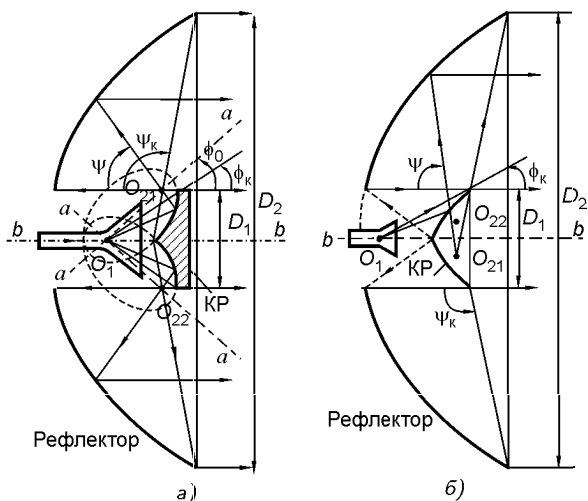 a
Ψ
Ψк
ϕ0
ϕк
O21
a
b
D1
D2
b
a
O1
O22
КР
a
Рефлектор
а)
Ψ
ϕк
O22
D1
D2
b
b
O1
КР
O21
Ψк
Рефлектор
б)